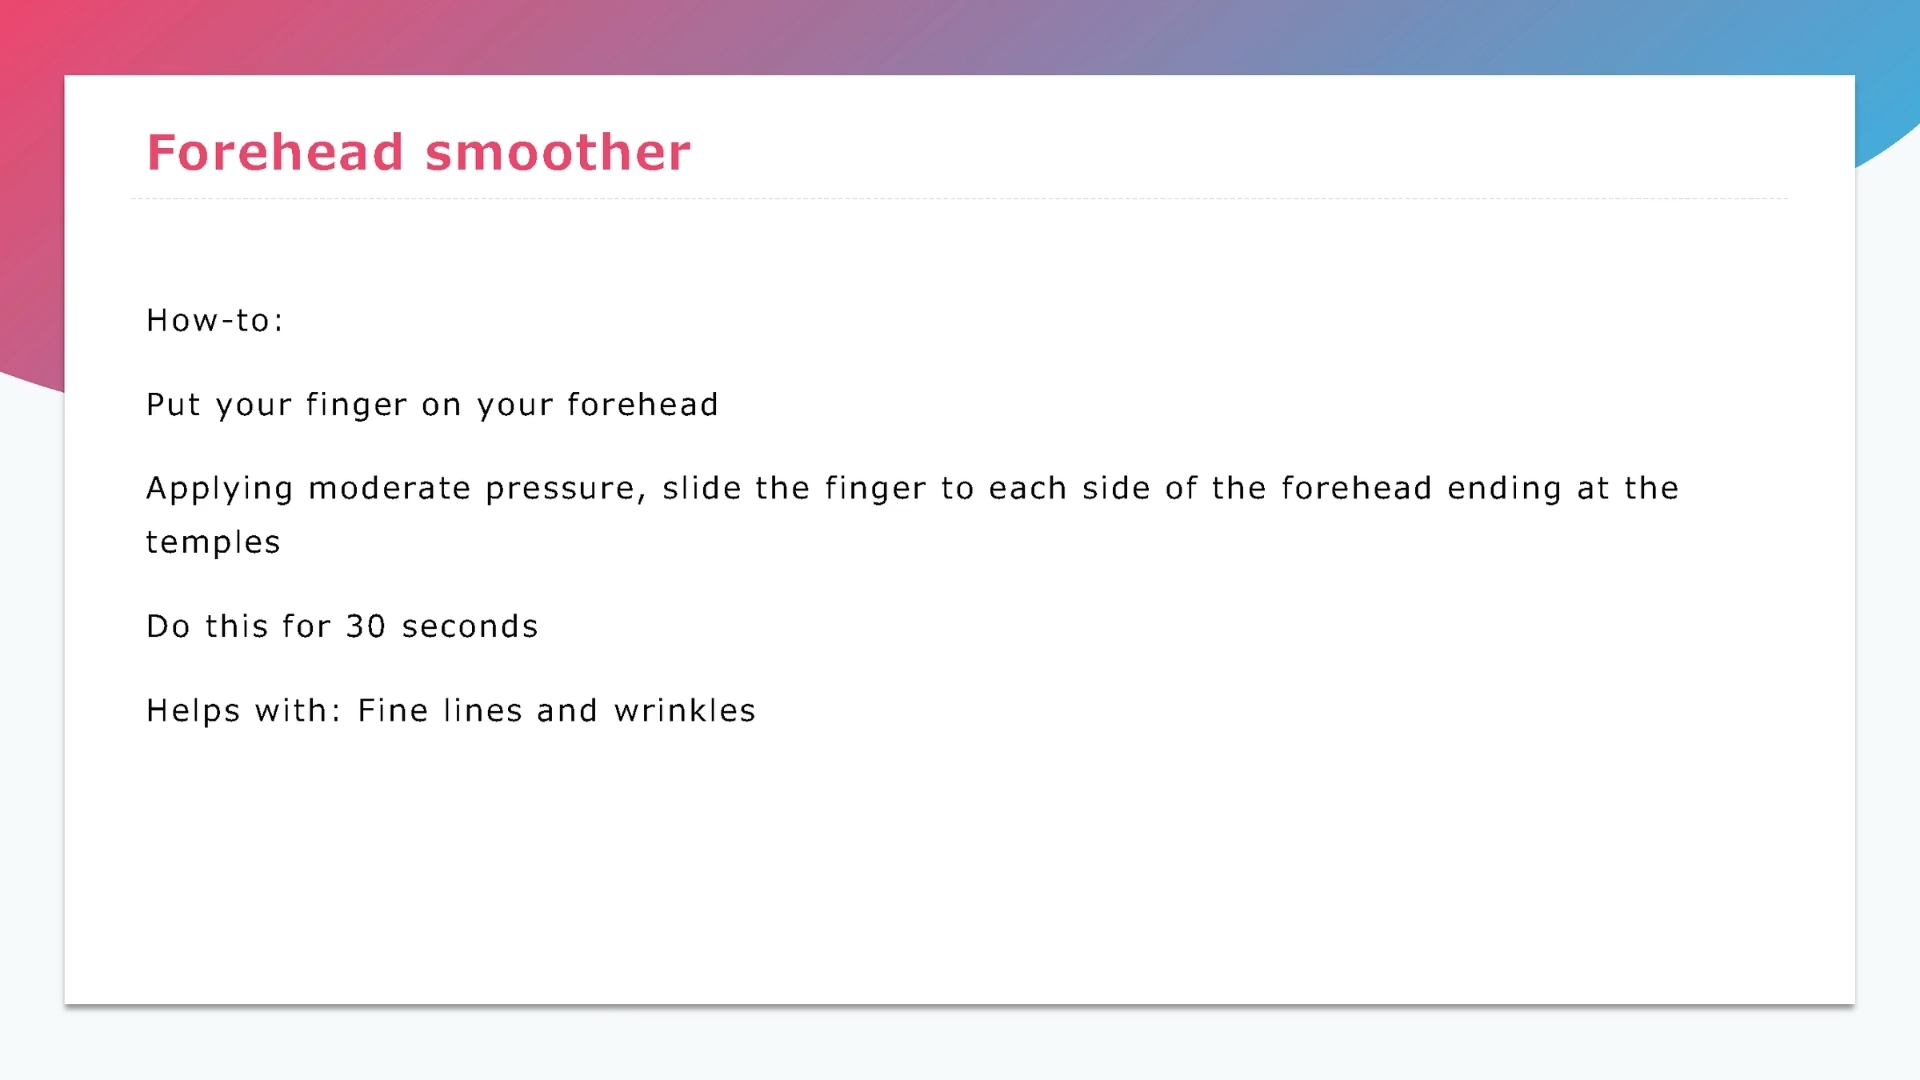 Forehead smoother
How-to:
Put your finger on your forehead
Applying moderate pressure, slide the finger to each side of the forehead ending at the
temples
Do this for 30 seconds
Helps with: Fine lines and wrinkles